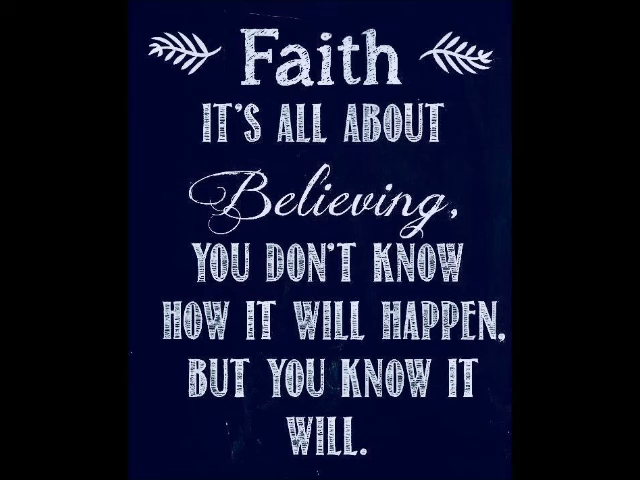 Faith
IT'S ALL ABOUT
Believing,
YOU DON'T KNOW
HOW IT WILL HAPPEN,
BUT YOU KNOW IT
WILL.